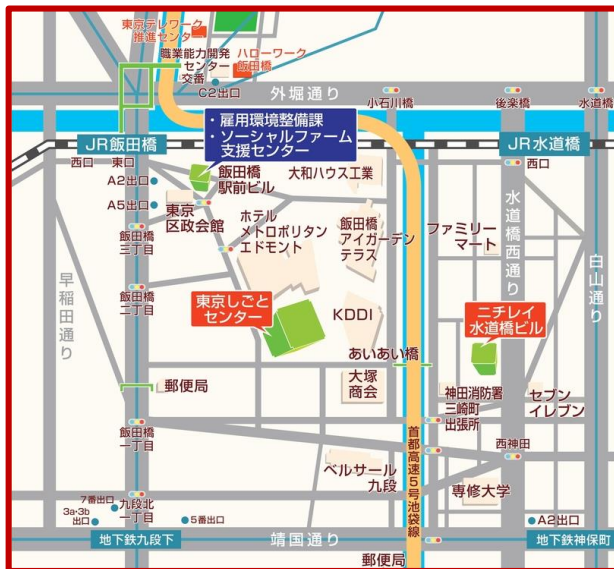 東京テレワーク
推進センター
職業能力開発
センター
ハローワーク
飯田橋
交番
C2出口
外堀通り
小石川橋
後楽橋
水道橋
・雇用環境整備課
・ソーシャルファーム
支援センター
JR飯田橋
JR水道橋
西口
東口
西口
A2出口
A5出口
飯田橋
駅前ビル
大和ハウス工業
東京
区政会館
ホテル
メトロポリタン
エドモント
飯田橋
アイガーデン
テラス
ファミリー
マート
水道橋西通り
白山通り
早稲田通り
飯田橋
三丁目
飯田橋
二丁目
東京しごと
センター
KDDI
ニチレイ
水道橋ビル
あいあい橋
郵便局
大塚
商会
神田消防署
三崎町
出張所
セブン
イレブン
飯田橋
一丁目
首都高速5号池袋線
西神田
ベルサール
九段
専修大学
7番出口
3a・3b
出口
九段北
一丁目
5番出口
A2出口
地下鉄九段下
靖国通り
地下鉄神保町
郵便局